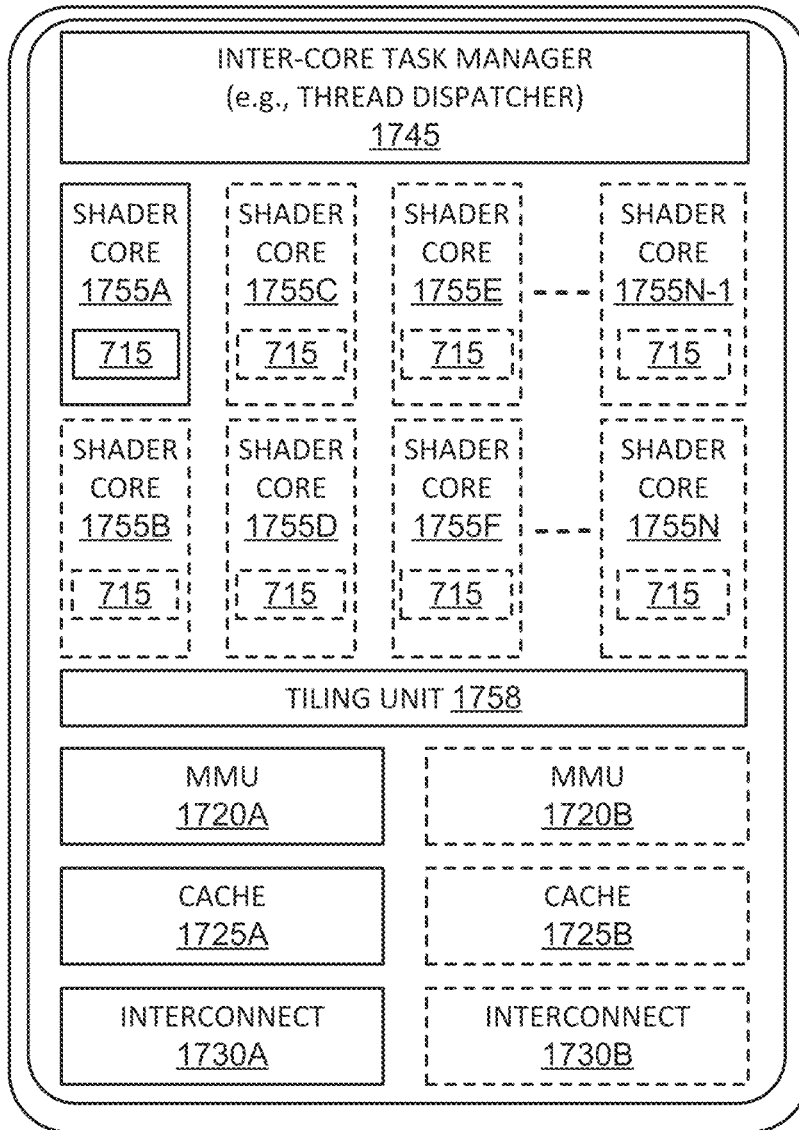 INTER-CORE TASK MANAGER
(e.g., THREAD DISPATCHER)
1745
SHADER CORE 1755A
715
SHADER CORE 1755C
715
SHADER CORE 1755E
715
SHADER CORE 1755N-1
715
SHADER CORE 1755B
715
SHADER CORE 1755D
715
SHADER CORE 1755F
715
SHADER CORE 1755N
715
TILING UNIT 1758
MMU
1720A
MMU
1720B
CACHE
1725A
CACHE
1725B
INTERCONNECT
1730A
INTERCONNECT
1730B